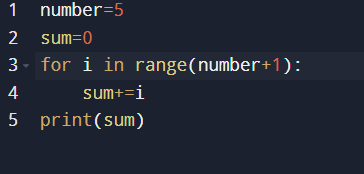 1 number=5
2 sum=0
3 for i in range(number+1):
4     sum+=i
5 print(sum)